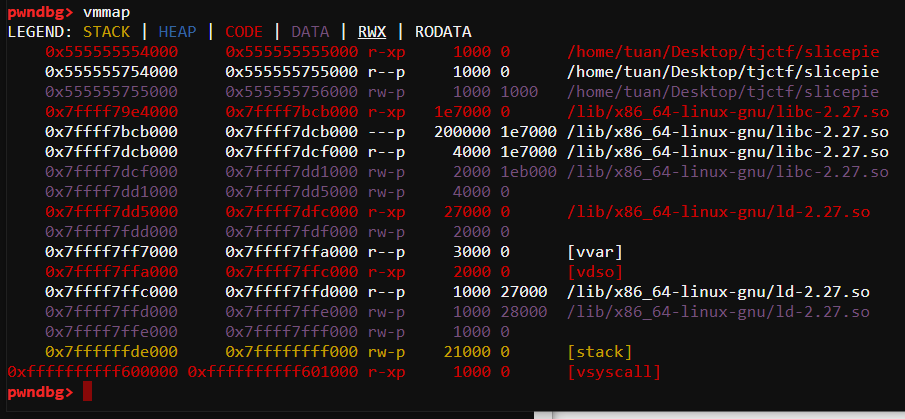 pwndbg> vmmap
LEGEND: STACK | HEAP | CODE | DATA | RWX | RODATA
0x555555554000 0x555555555000 r-xp 1000 0 /home/tuan/Desktop/tjctf/slicepie
0x555555754000 0x555555755000 r--p 1000 0 /home/tuan/Desktop/tjctf/slicepie
0x555555755000 0x555555756000 rw-p 1000 1000 /home/tuan/Desktop/tjctf/slicepie
0x7ffff79e4000 0x7ffff7bcb000 r-xp 1e7000 0 /lib/x86_64-linux-gnu/libc-2.27.so
0x7ffff7bcb000 0x7ffff7dcb000 ---p 200000 1e7000 /lib/x86_64-linux-gnu/libc-2.27.so
0x7ffff7dcb000 0x7ffff7dcf000 r--p 4000 1e7000 /lib/x86_64-linux-gnu/libc-2.27.so
0x7ffff7dcf000 0x7ffff7dd1000 rw-p 2000 1eb000 /lib/x86_64-linux-gnu/libc-2.27.so
0x7ffff7dd1000 0x7ffff7dd5000 rw-p 4000 0
0x7ffff7dd5000 0x7ffff7dfc000 r-xp 27000 0 /lib/x86_64-linux-gnu/ld-2.27.so
0x7ffff7fdd000 0x7ffff7fdf000 rw-p 2000 0
0x7ffff7ff7000 0x7ffff7ffa000 r--p 3000 0 [vvar]
0x7ffff7ffa000 0x7ffff7ffc000 r-xp 2000 0 [vdso]
0x7ffff7ffc000 0x7ffff7ffd000 r--p 1000 27000 /lib/x86_64-linux-gnu/ld-2.27.so
0x7ffff7ffd000 0x7ffff7ffe000 rw-p 1000 28000 /lib/x86_64-linux-gnu/ld-2.27.so
0x7ffff7ffe000 0x7ffff7fff000 rw-p 1000 0
0x7ffffffde000 0x7ffffffff000 rw-p 21000 0 [stack]
0xffffffffff600000 0xffffffffff601000 r-xp 1000 0 [vsyscall]
pwndbg>